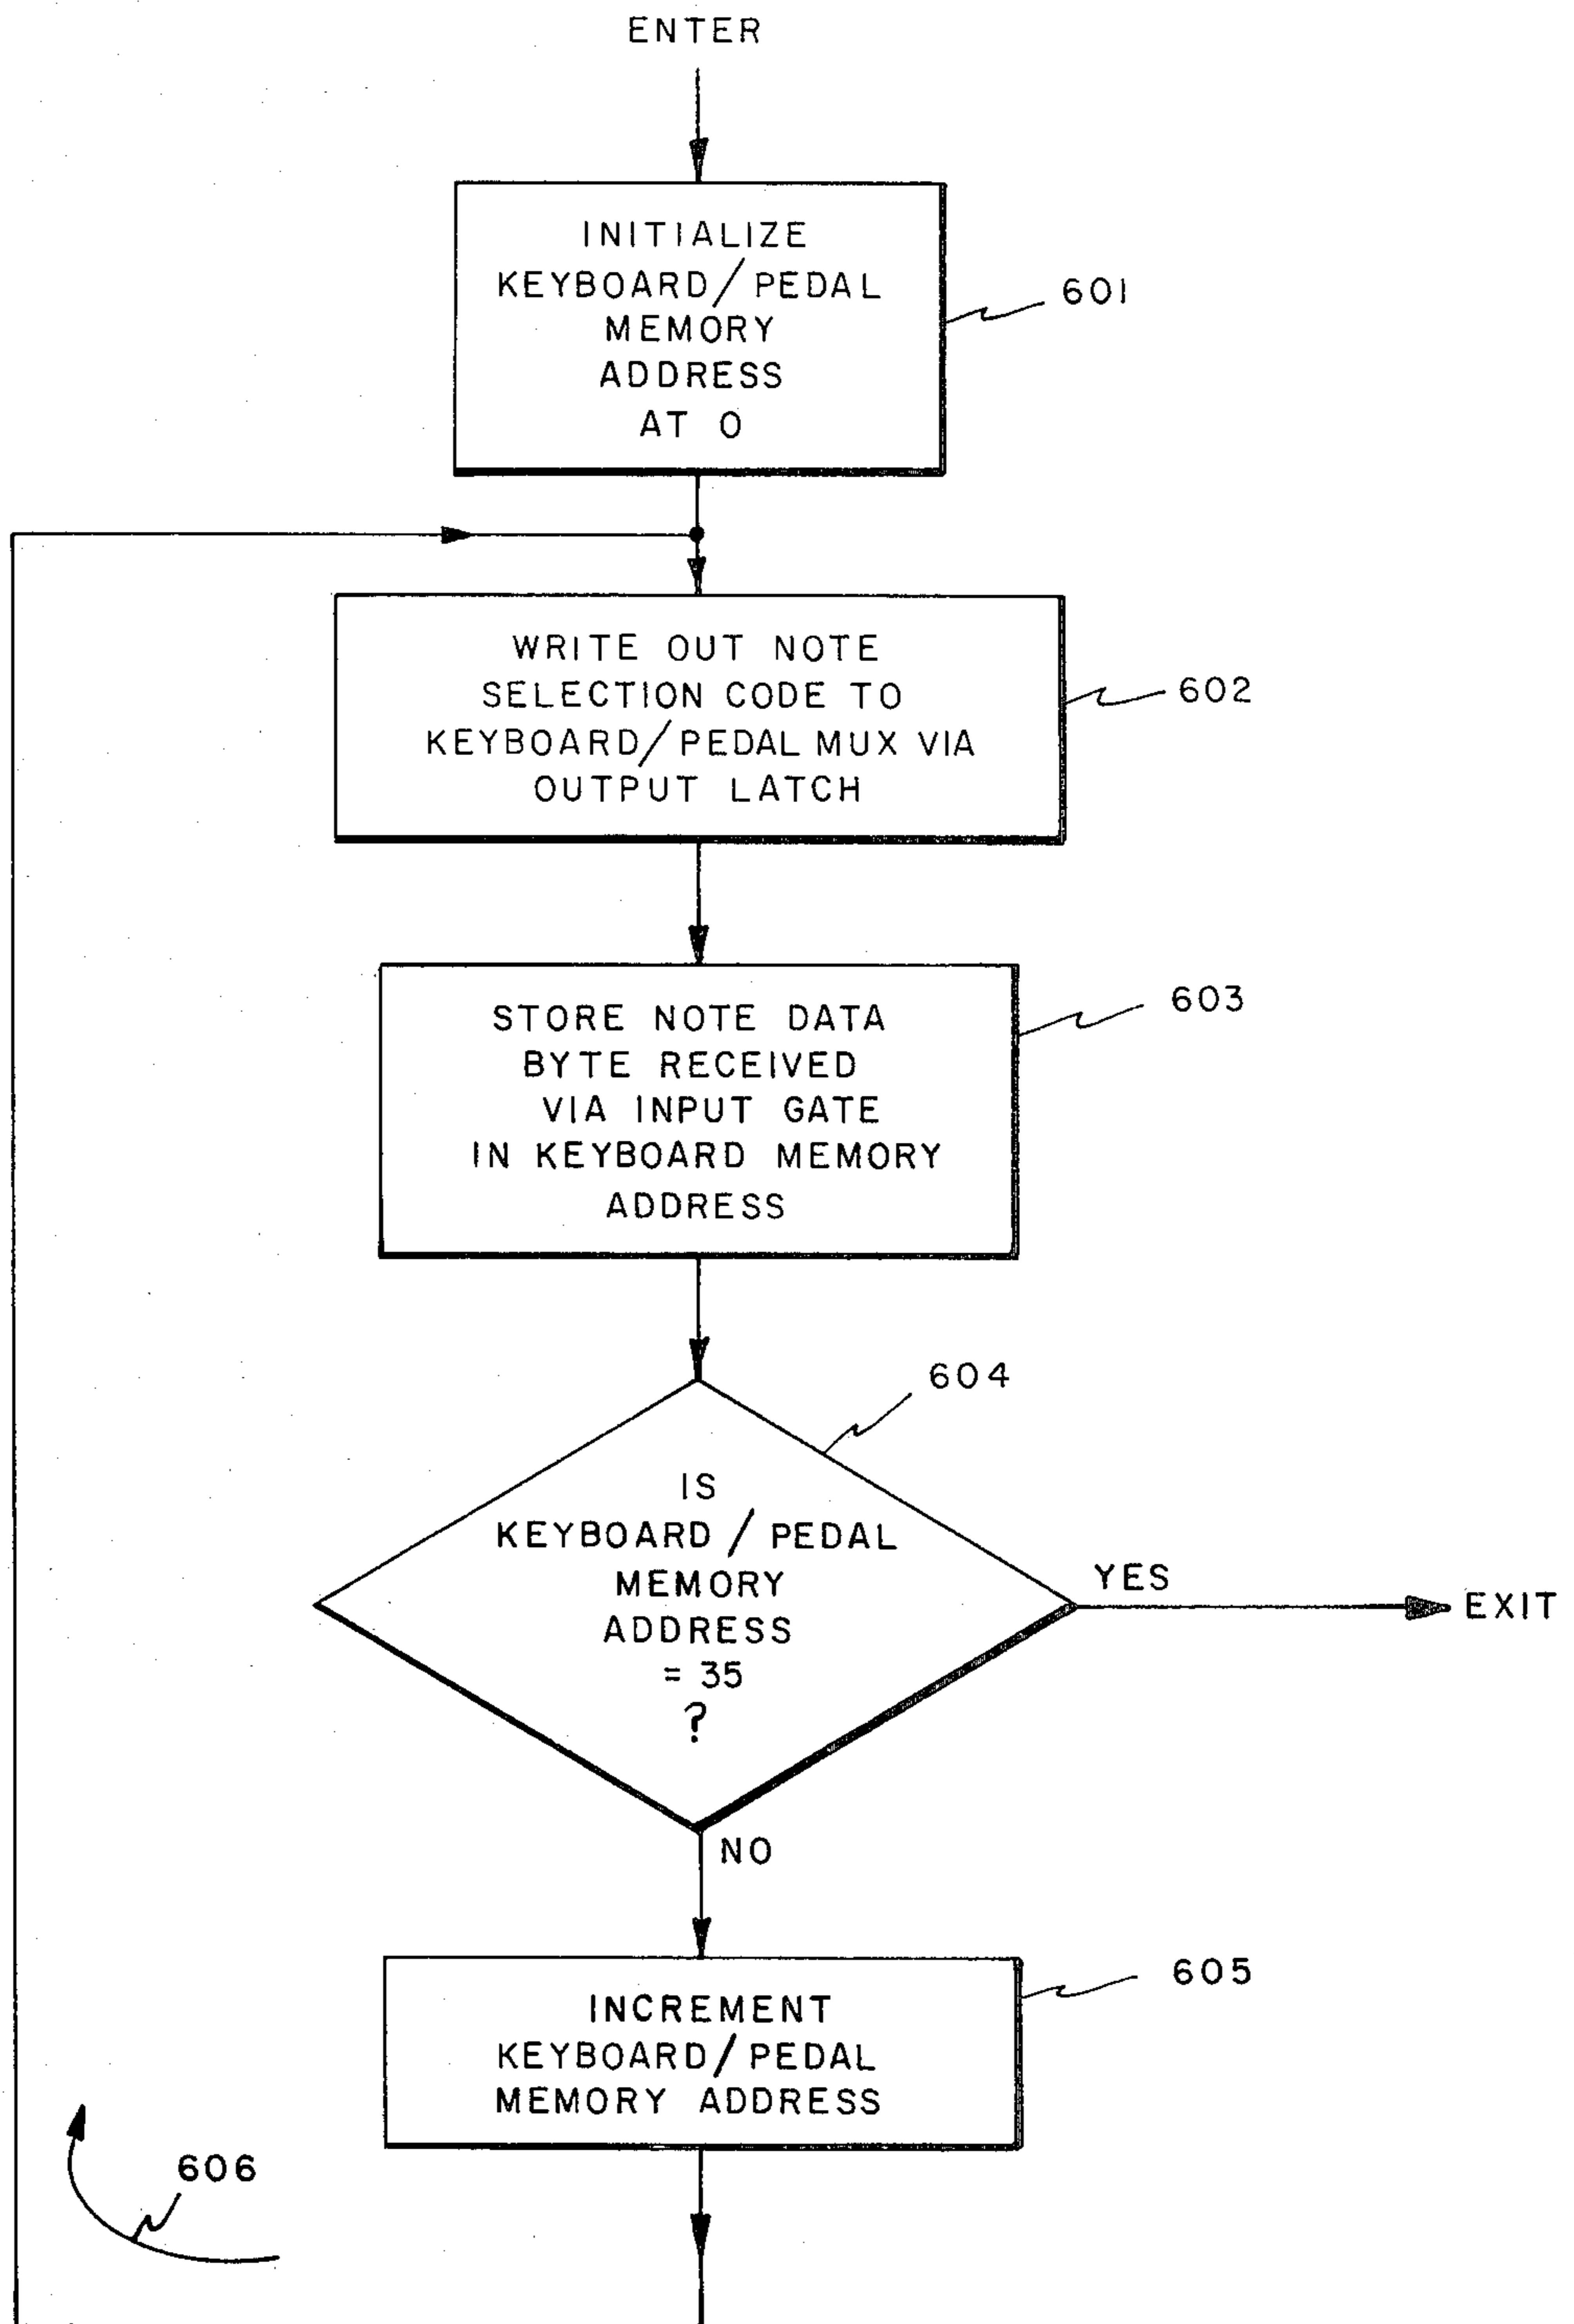 ENTER
INITIALIZE
KEYBOARD/PEDAL
MEMORY
ADDRESS
AT 0
601
WRITE OUT NOTE
SELECTION CODE TO
KEYBOARD/PEDAL MUX VIA
OUTPUT LATCH
602
STORE NOTE DATA
BYTE RECEIVED
VIA INPUT GATE
IN KEYBOARD MEMORY
ADDRESS
603
604
IS
KEYBOARD / PEDAL
MEMORY
ADDRESS
= 35
?
YES
EXIT
NO
INCREMENT
KEYBOARD/PEDAL
MEMORY ADDRESS
605
606